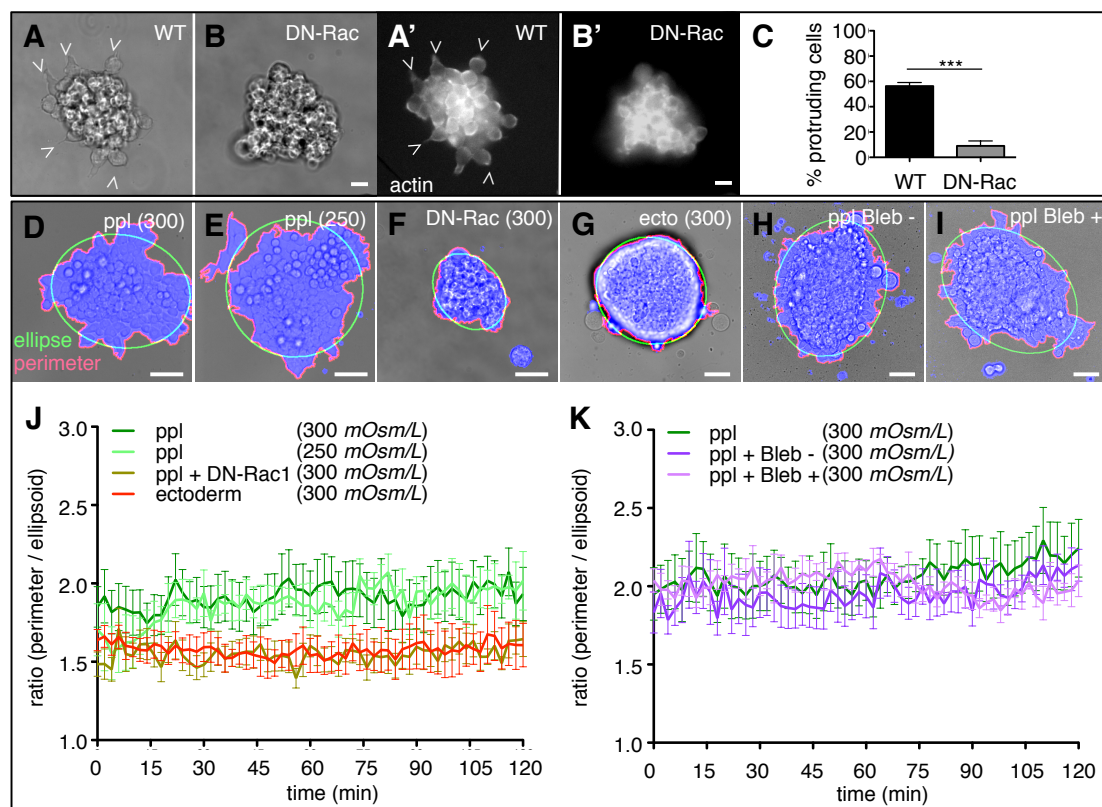 A WT
B DN-Rac
A' WT
actin
B' DN-Rac
C
% protruding cells
100
80
60
40
20
0
***
WT DN-Rac
D ppl (300)
ellipse
perimeter
E ppl (250)
F DN-Rac (300)
G ecto (300)
H ppl Bleb -
I ppl Bleb +
J
ppl (300 mOsm/L)
ppl (250 mOsm/L)
ppl + DN-Rac1 (300 mOsm/L)
ectoderm (300 mOsm/L)
ratio (perimeter / ellipsoid)
3.0
2.5
2.0
1.5
1.0
0 15 30 45 60 75 90 105 120
time (min)
K
ppl (300 mOsm/L)
ppl + Bleb - (300 mOsm/L)
ppl + Bleb + (300 mOsm/L)
ratio (perimeter / ellipsoid)
3.0
2.5
2.0
1.5
1.0
0 15 30 45 60 75 90 105 120
time (min)